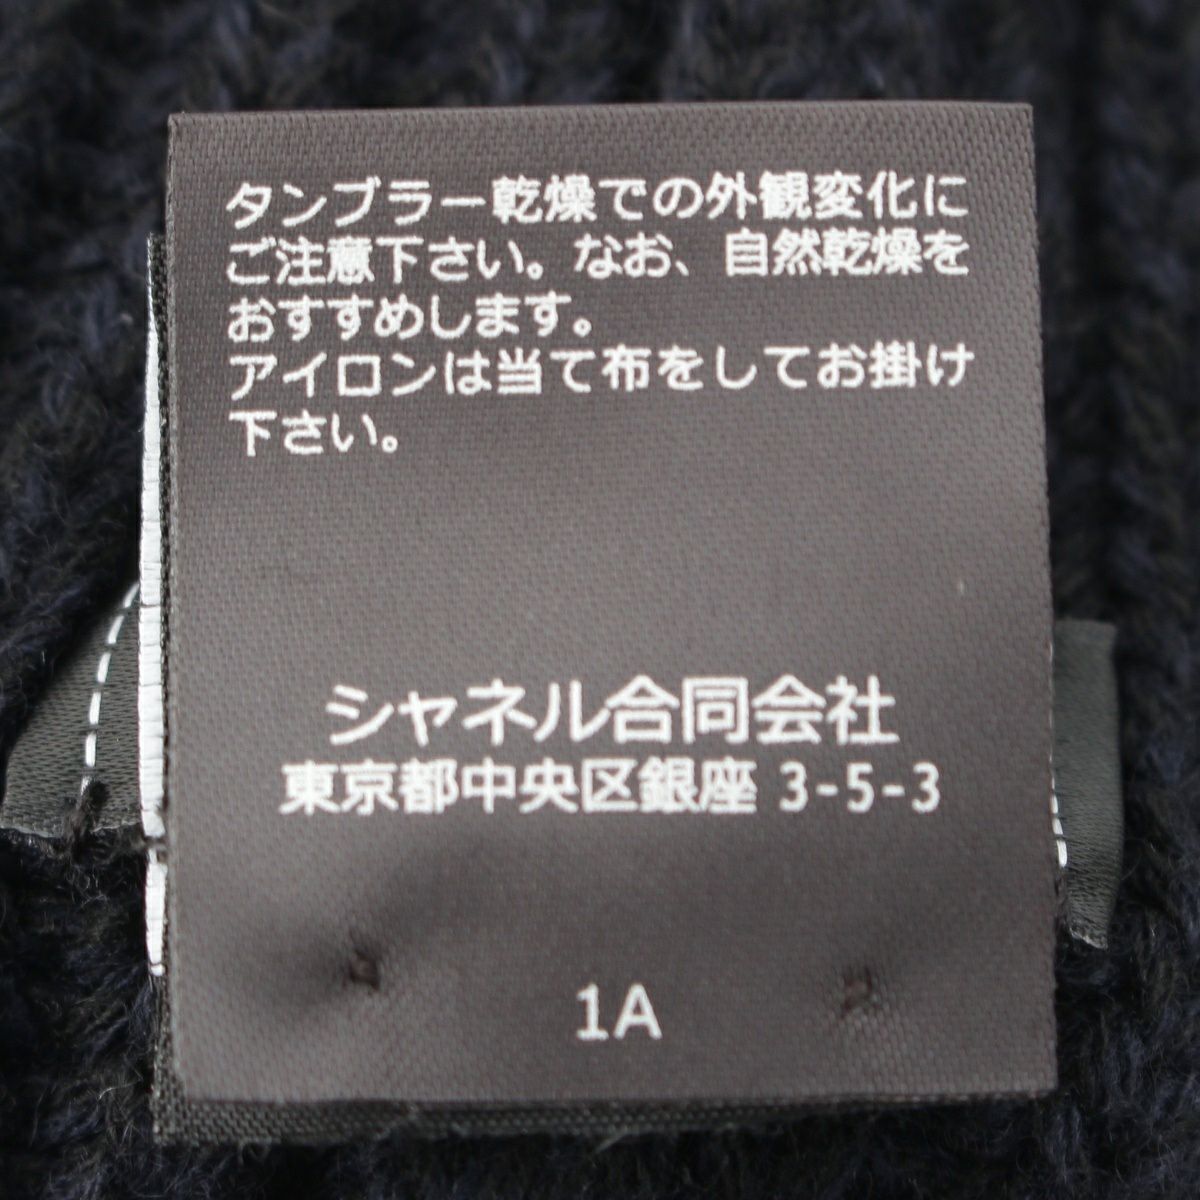 タンブラー乾燥での外観変化に
ご注意下さい。なお、自然乾燥を
おすすめします。
アイロンは当て布をしてお掛け
下さい。
シャネル合同会社
東京都中央区銀座 3-5-3
1A